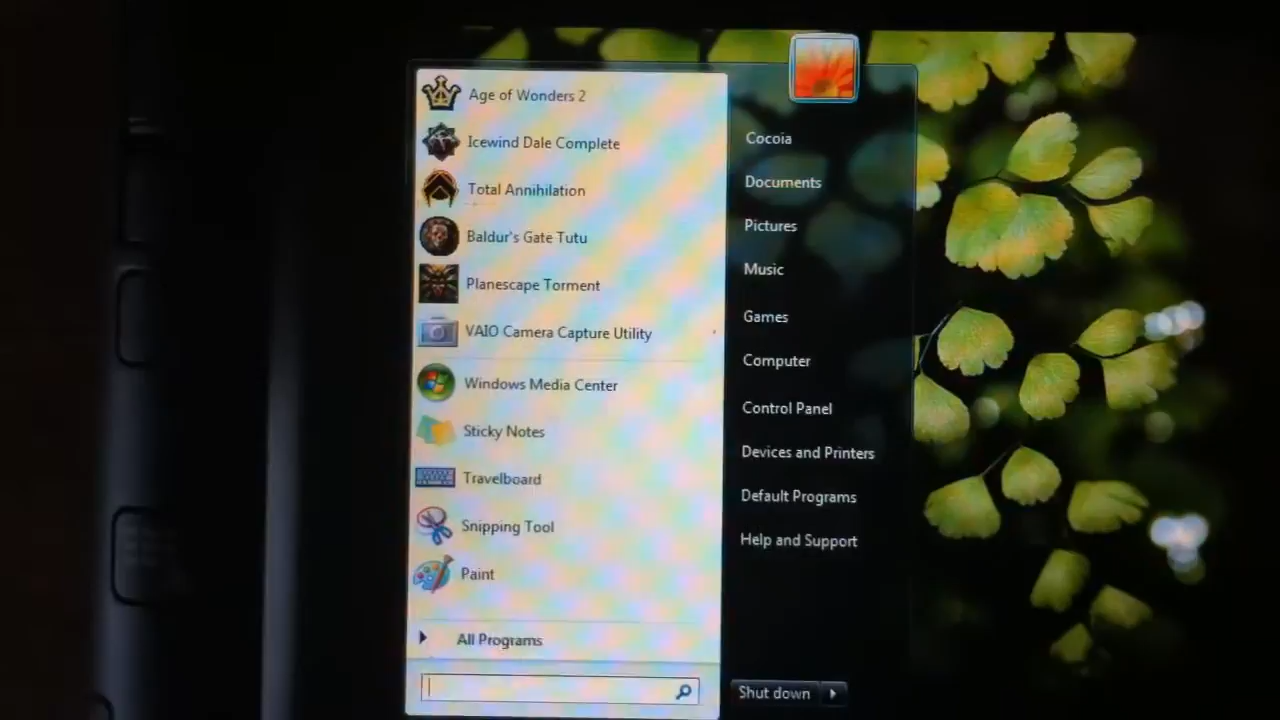 Age of Wonders 2
Icewind Dale Complete
Total Annihilation
Baldur's Gate Tutu
Planescape Torment
VAIO Camera Capture Utility
Windows Media Center
Sticky Notes
Travelboard
Snipping Tool
Paint
All Programs
Cocoia
Documents
Pictures
Music
Games
Computer
Control Panel
Devices and Printers
Default Programs
Help and Support
Shut down